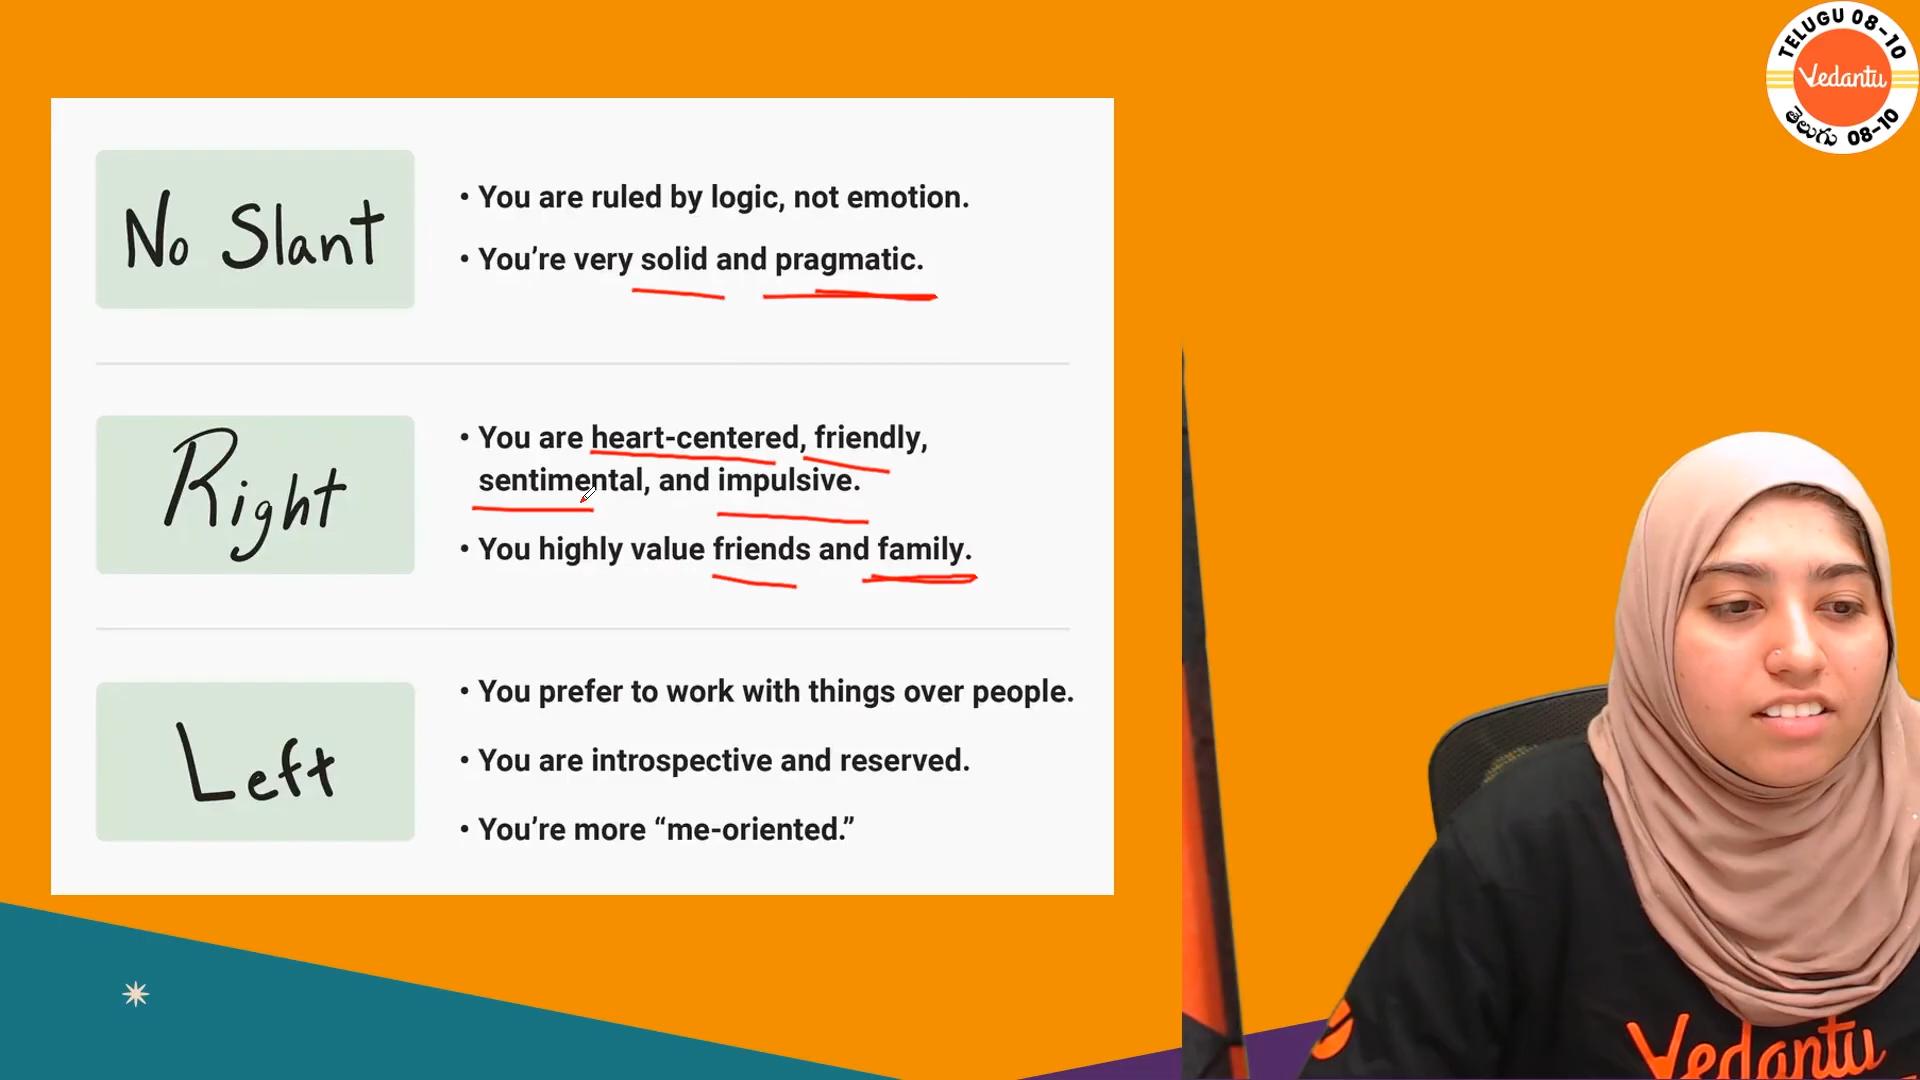 TELUGU 08-10
Vedantu
తెలుగు 08-10
No Slant
• You are ruled by logic, not emotion.
• You’re very solid and pragmatic.
Right
• You are heart-centered, friendly,
sentimental, and impulsive.
• You highly value friends and family.
Left
• You prefer to work with things over people.
• You are introspective and reserved.
• You’re more “me-oriented.”
Vedantu